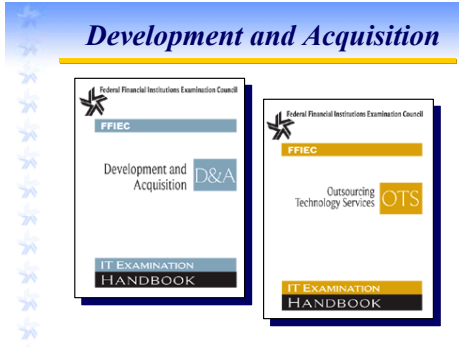 Development and Acquisition
Federal Financial Institutions Examination Council
FFIEC
Development and
Acquisition
D&A
IT EXAMINATION
HANDBOOK
Federal Financial Institutions Examination Council
FFIEC
Outsourcing
Technology Services
OTS
IT EXAMINATION
HANDBOOK